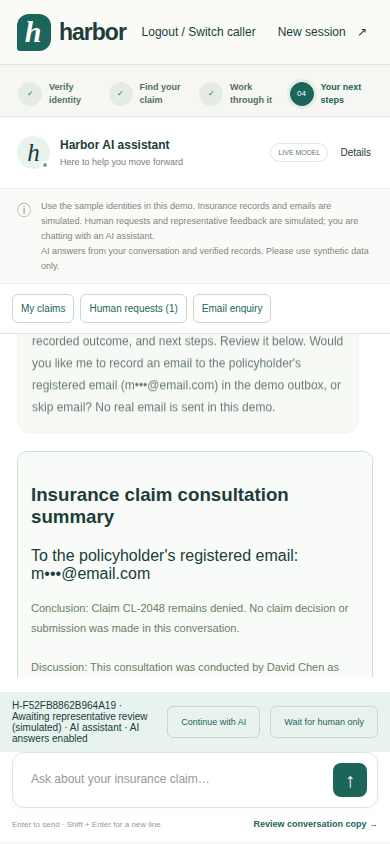 h harbor Logout / Switch caller New session ↗
✓ Verify identity
✓ Find your claim
✓ Work through it
04 Your next steps
h Harbor AI assistant
Here to help you move forward
LIVE MODEL Details
Use the sample identities in this demo. Insurance records and emails are
simulated. Human requests and representative feedback are simulated; you are
chatting with an AI assistant.
AI answers from your conversation and verified records. Please use synthetic data
only.
My claims Human requests (1) Email enquiry
recorded outcome, and next steps. Review it below. Would
you like me to record an email to the policyholder's
registered email (m•••@email.com) in the demo outbox, or
skip email? No real email is sent in this demo.
Insurance claim consultation
summary
To the policyholder's registered email:
m•••@email.com
Conclusion: Claim CL-2048 remains denied. No claim decision or
submission was made in this conversation.
Discussion: This consultation was conducted by David Chen as
H-F52FB8862B964A19 ·
Awaiting representative review
(simulated) · AI assistant · AI
answers enabled
Continue with AI Wait for human only
Ask about your insurance claim… ↑
Enter to send · Shift + Enter for a new line Review conversation copy →